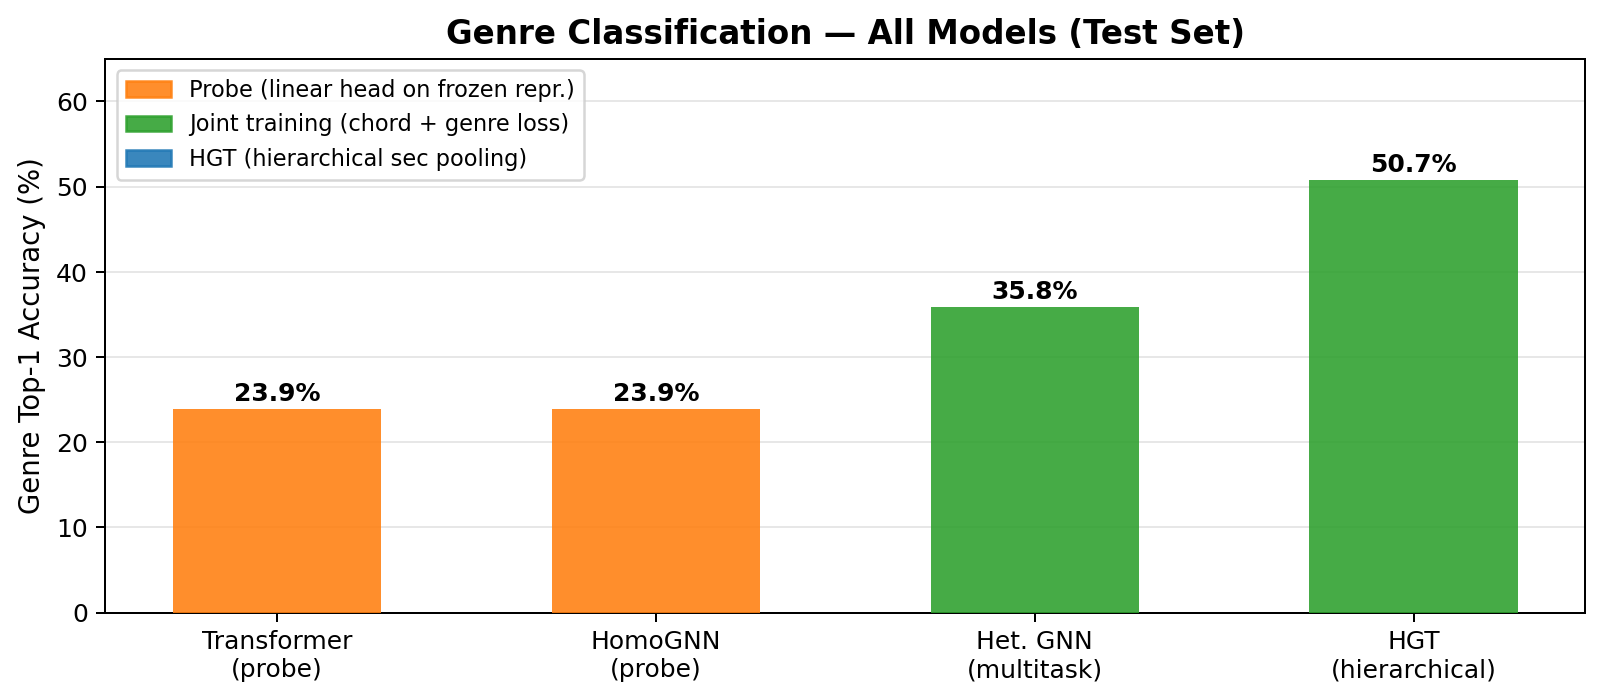 Genre Classification — All Models (Test Set)
Probe (linear head on frozen repr.)
Joint training (chord + genre loss)
HGT (hierarchical sec pooling)
Genre Top-1 Accuracy (%)
60
50
40
30
20
10
0
23.9%
23.9%
35.8%
50.7%
Transformer
(probe)
HomoGNN
(probe)
Het. GNN
(multitask)
HGT
(hierarchical)